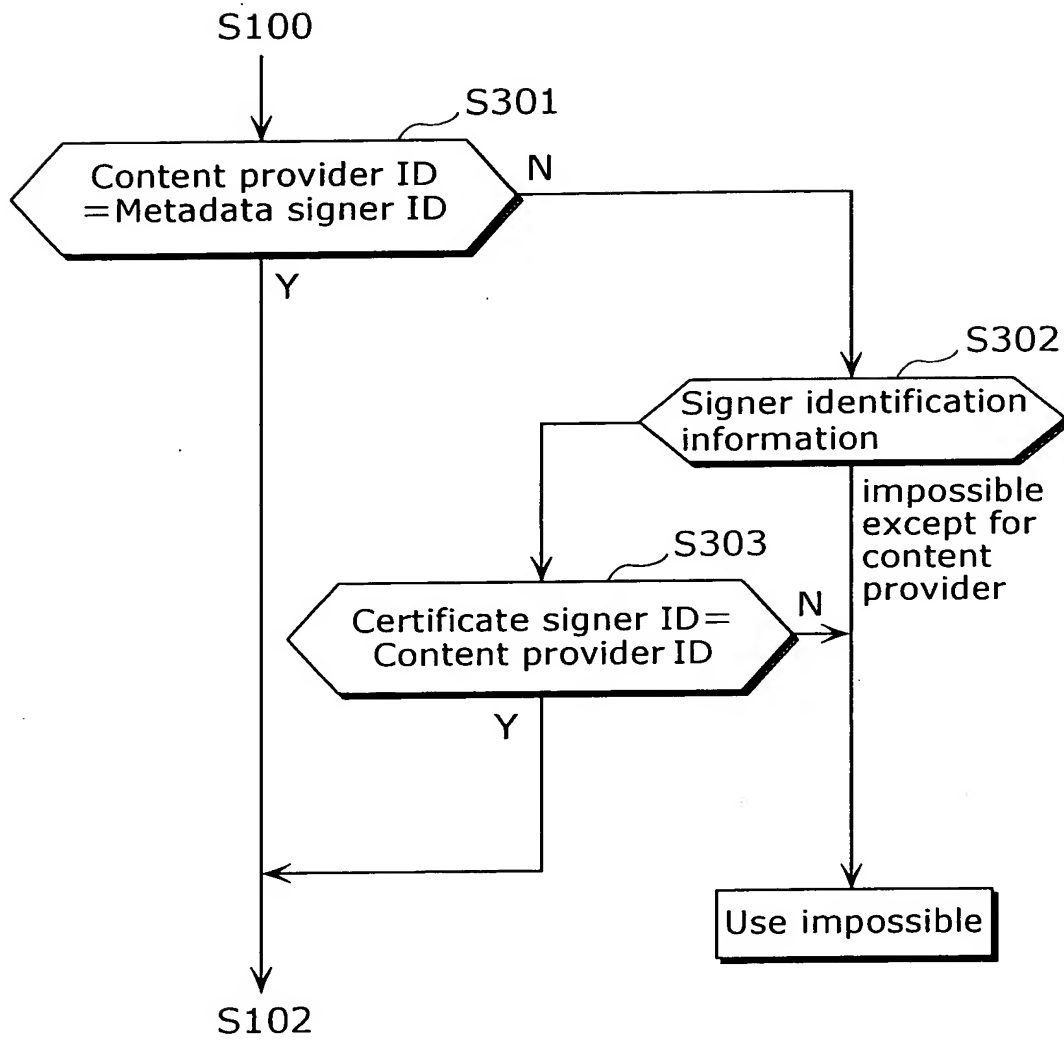 S100
S301
Content provider ID
=Metadata signer ID
N
Y
S302
Signer identification
information
impossible
except for
content
provider
S303
Certificate signer ID=
Content provider ID
N
Y
Use impossible
S102